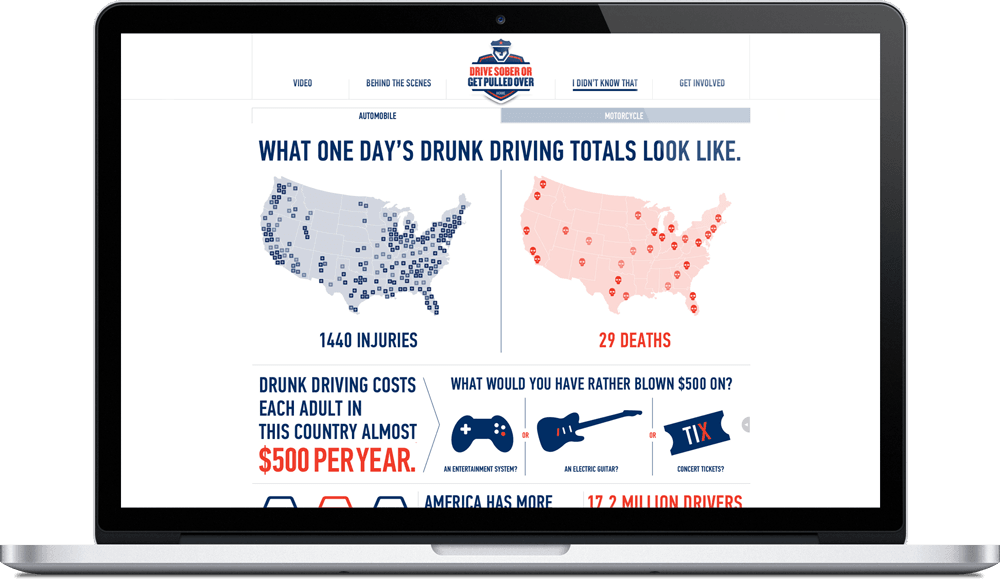 DRIVE SOBER OR
GET PULLED OVER
VIDEO
BEHIND THE SCENES
I DIDN'T KNOW THAT
GET INVOLVED
AUTOMOBILE
MOTORCYCLE
WHAT ONE DAY'S DRUNK DRIVING TOTALS LOOK LIKE.
1440 INJURIES
29 DEATHS
DRUNK DRIVING COSTS
EACH ADULT IN
THIS COUNTRY ALMOST
$500 PER YEAR.
WHAT WOULD YOU HAVE RATHER BLOWN $500 ON?
OR
OR
TIX
AN ENTERTAINMENT SYSTEM?
AN ELECTRIC GUITAR?
CONCERT TICKETS?
AMERICA HAS MORE
17.2 MILLION DRIVERS